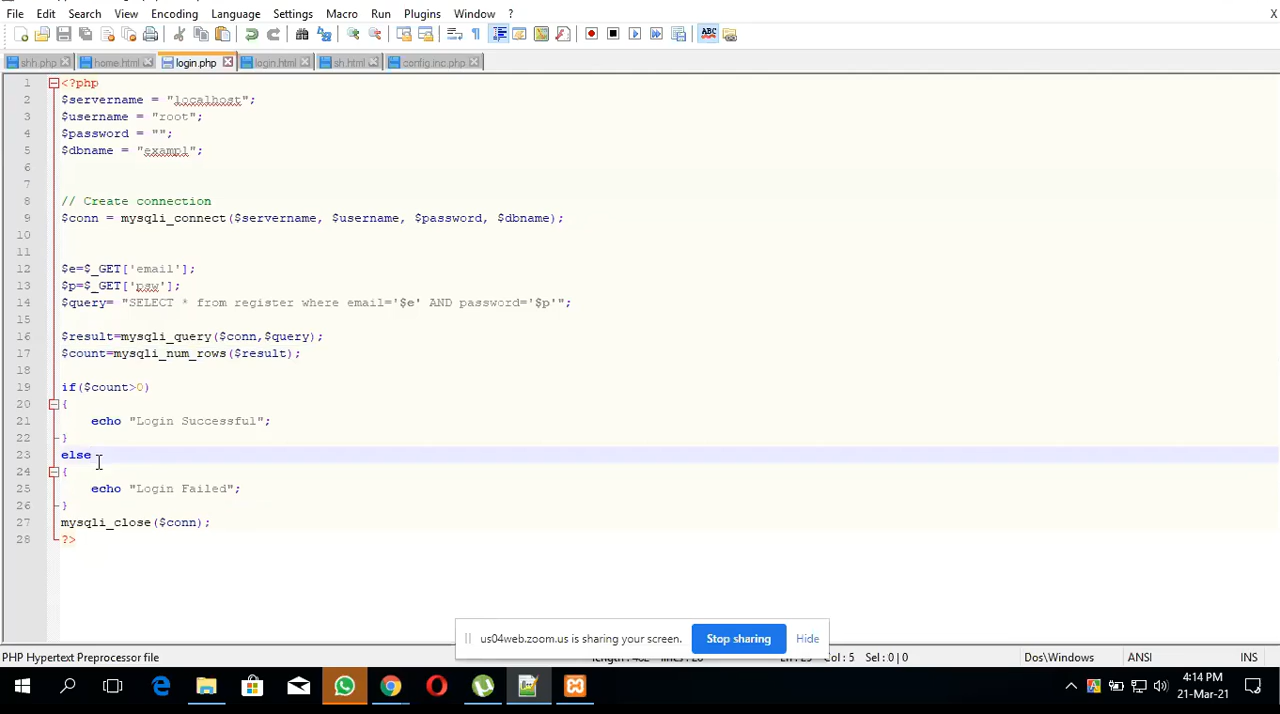 File Edit Search View Encoding Language Settings Macro Run Plugins Window ? X
shh.php home.html login.php login.html sh.html config.inc.php
1 <?php
2 $servername = "localhost";
3 $username = "root";
4 $password = "";
5 $dbname = "exampl";
6
7
8 // Create connection
9 $conn = mysqli_connect($servername, $username, $password, $dbname);
10
11
12 $e=$_GET['email'];
13 $p=$_GET['psw'];
14 $query= "SELECT * from register where email='$e' AND password='$p'";
15
16 $result=mysqli_query($conn,$query);
17 $count=mysqli_num_rows($result);
18
19 if($count>0)
20 {
21 echo "Login Successful";
22 }
23 else
24 {
25 echo "Login Failed";
26 }
27 mysqli_close($conn);
28 ?>
us04web.zoom.us is sharing your screen. Stop sharing Hide
PHP Hypertext Preprocessor file Col : 5 Sel : 0 | 0 Dos\Windows ANSI INS
4:14 PM
21-Mar-21